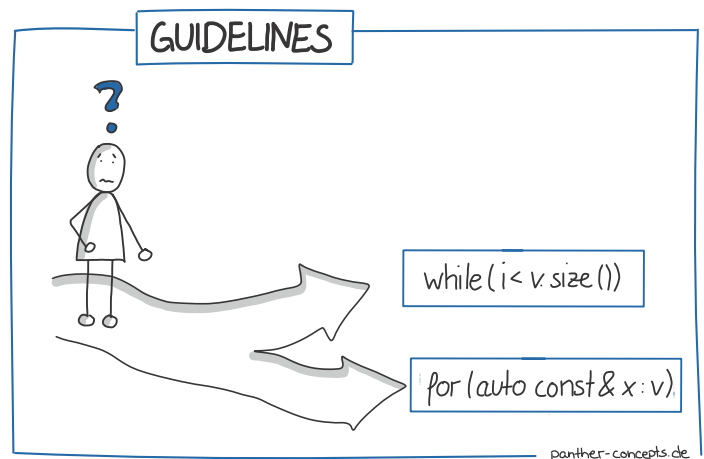 GUIDELINES
?
while(i < v.size())
for(auto const& x : v)
panther-concepts.de